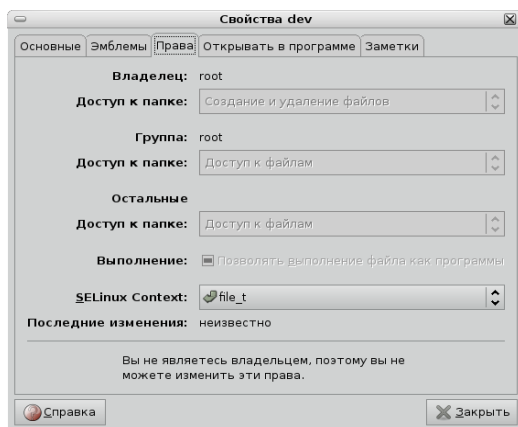 Свойства dev
Основные Эмблемы Права Открывать в программе Заметки
Владелец: root
Доступ к папке: Создание и удаление файлов
Группа: root
Доступ к папке: Доступ к файлам
Остальные
Доступ к папке: Доступ к файлам
Выполнение: Позволять выполнение файла как программы
SELinux Context: file_t
Последние изменения: неизвестно
Вы не являетесь владельцем, поэтому вы не
можете изменить эти права.
Справка Закрыть